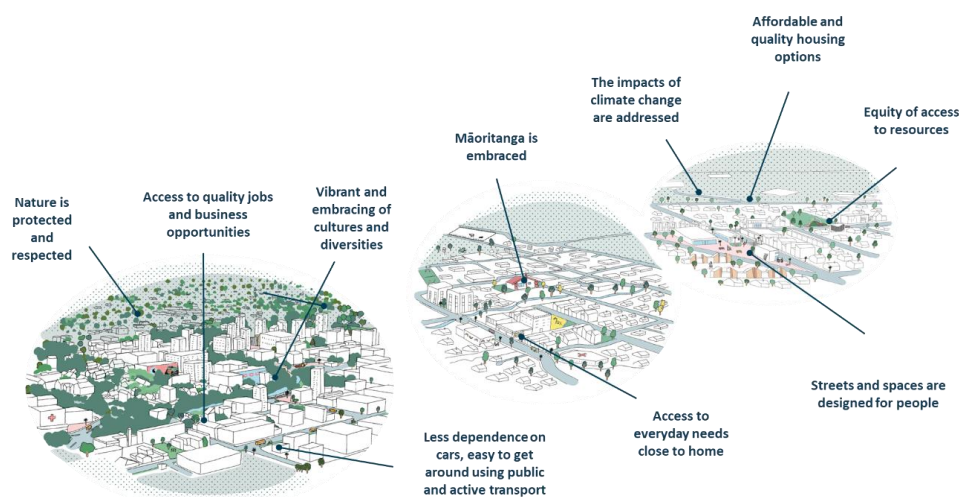 Affordable and
quality housing
options
The impacts of
climate change
are addressed
Equity of access
to resources
Māoritanga is
embraced
Nature is
protected
and
respected
Access to quality jobs
and business
opportunities
Vibrant and
embracing of
cultures and
diversities
Streets and spaces are
designed for people
Access to
everyday needs
close to home
Less dependence on
cars, easy to get
around using public
and active transport